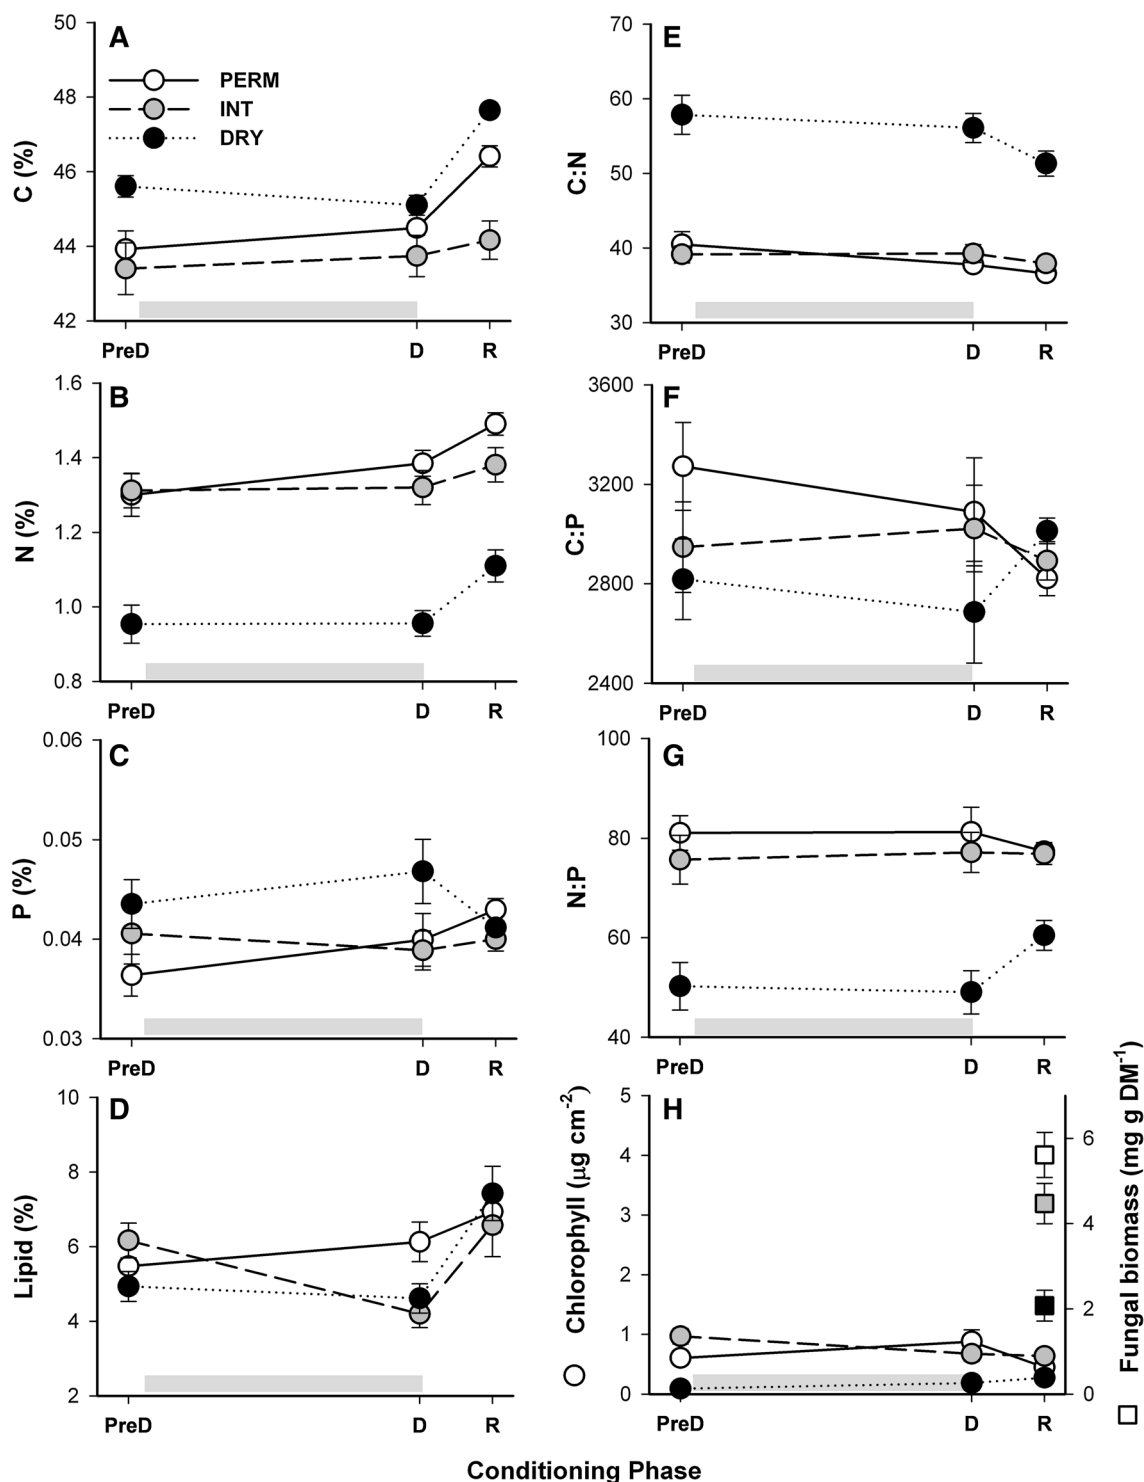 A
50
48
46
44
42
C (%)
PERM
INT
DRY
PreD D R
E
70
60
50
40
30
C:N
PreD D R
B
1.6
1.4
1.2
1.0
0.8
N (%)
PreD D R
F
3600
3200
2800
2400
C:P
PreD D R
C
0.06
0.05
0.04
0.03
P (%)
PreD D R
G
100
80
60
40
N:P
PreD D R
D
10
8
6
4
2
Lipid (%)
PreD D R
H
5
4
3
2
1
0
Chlorophyll (µg cm⁻²)
6
4
2
0
Fungal biomass (mg g DM⁻¹)
PreD D R
Conditioning Phase